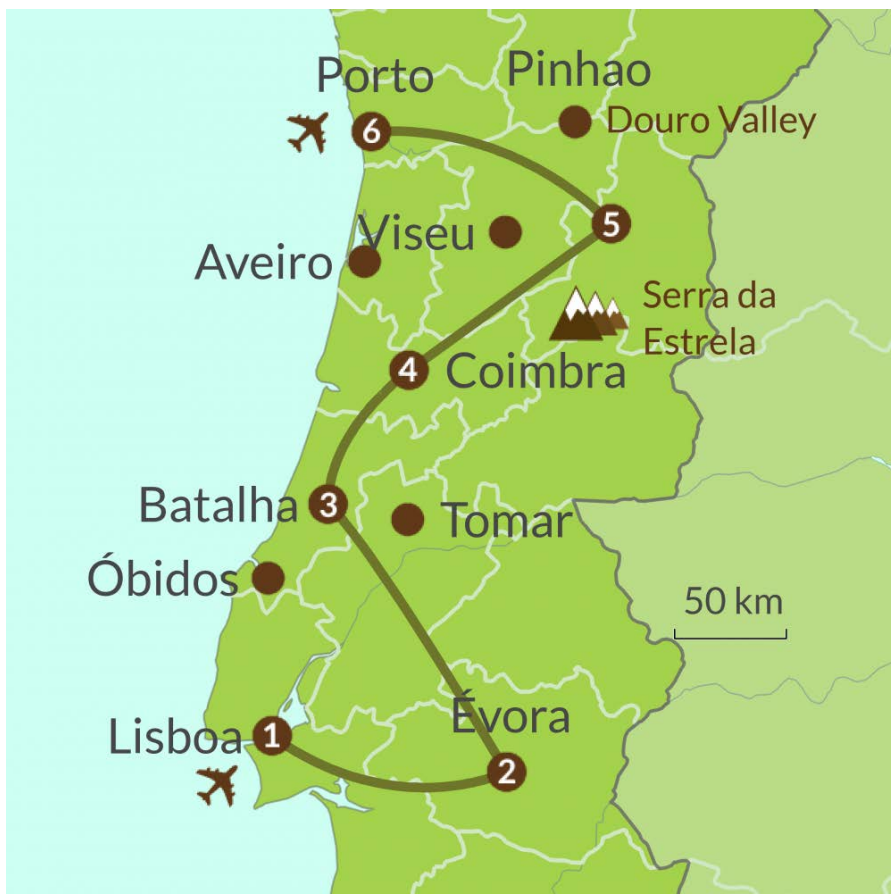 Pinhao
Porto
Douro Valley
6
5
Viseu
Aveiro
Serra da
Estrela
4
Coimbra
Batalha
3
Tomar
Óbidos
50 km
Évora
Lisboa
1
2